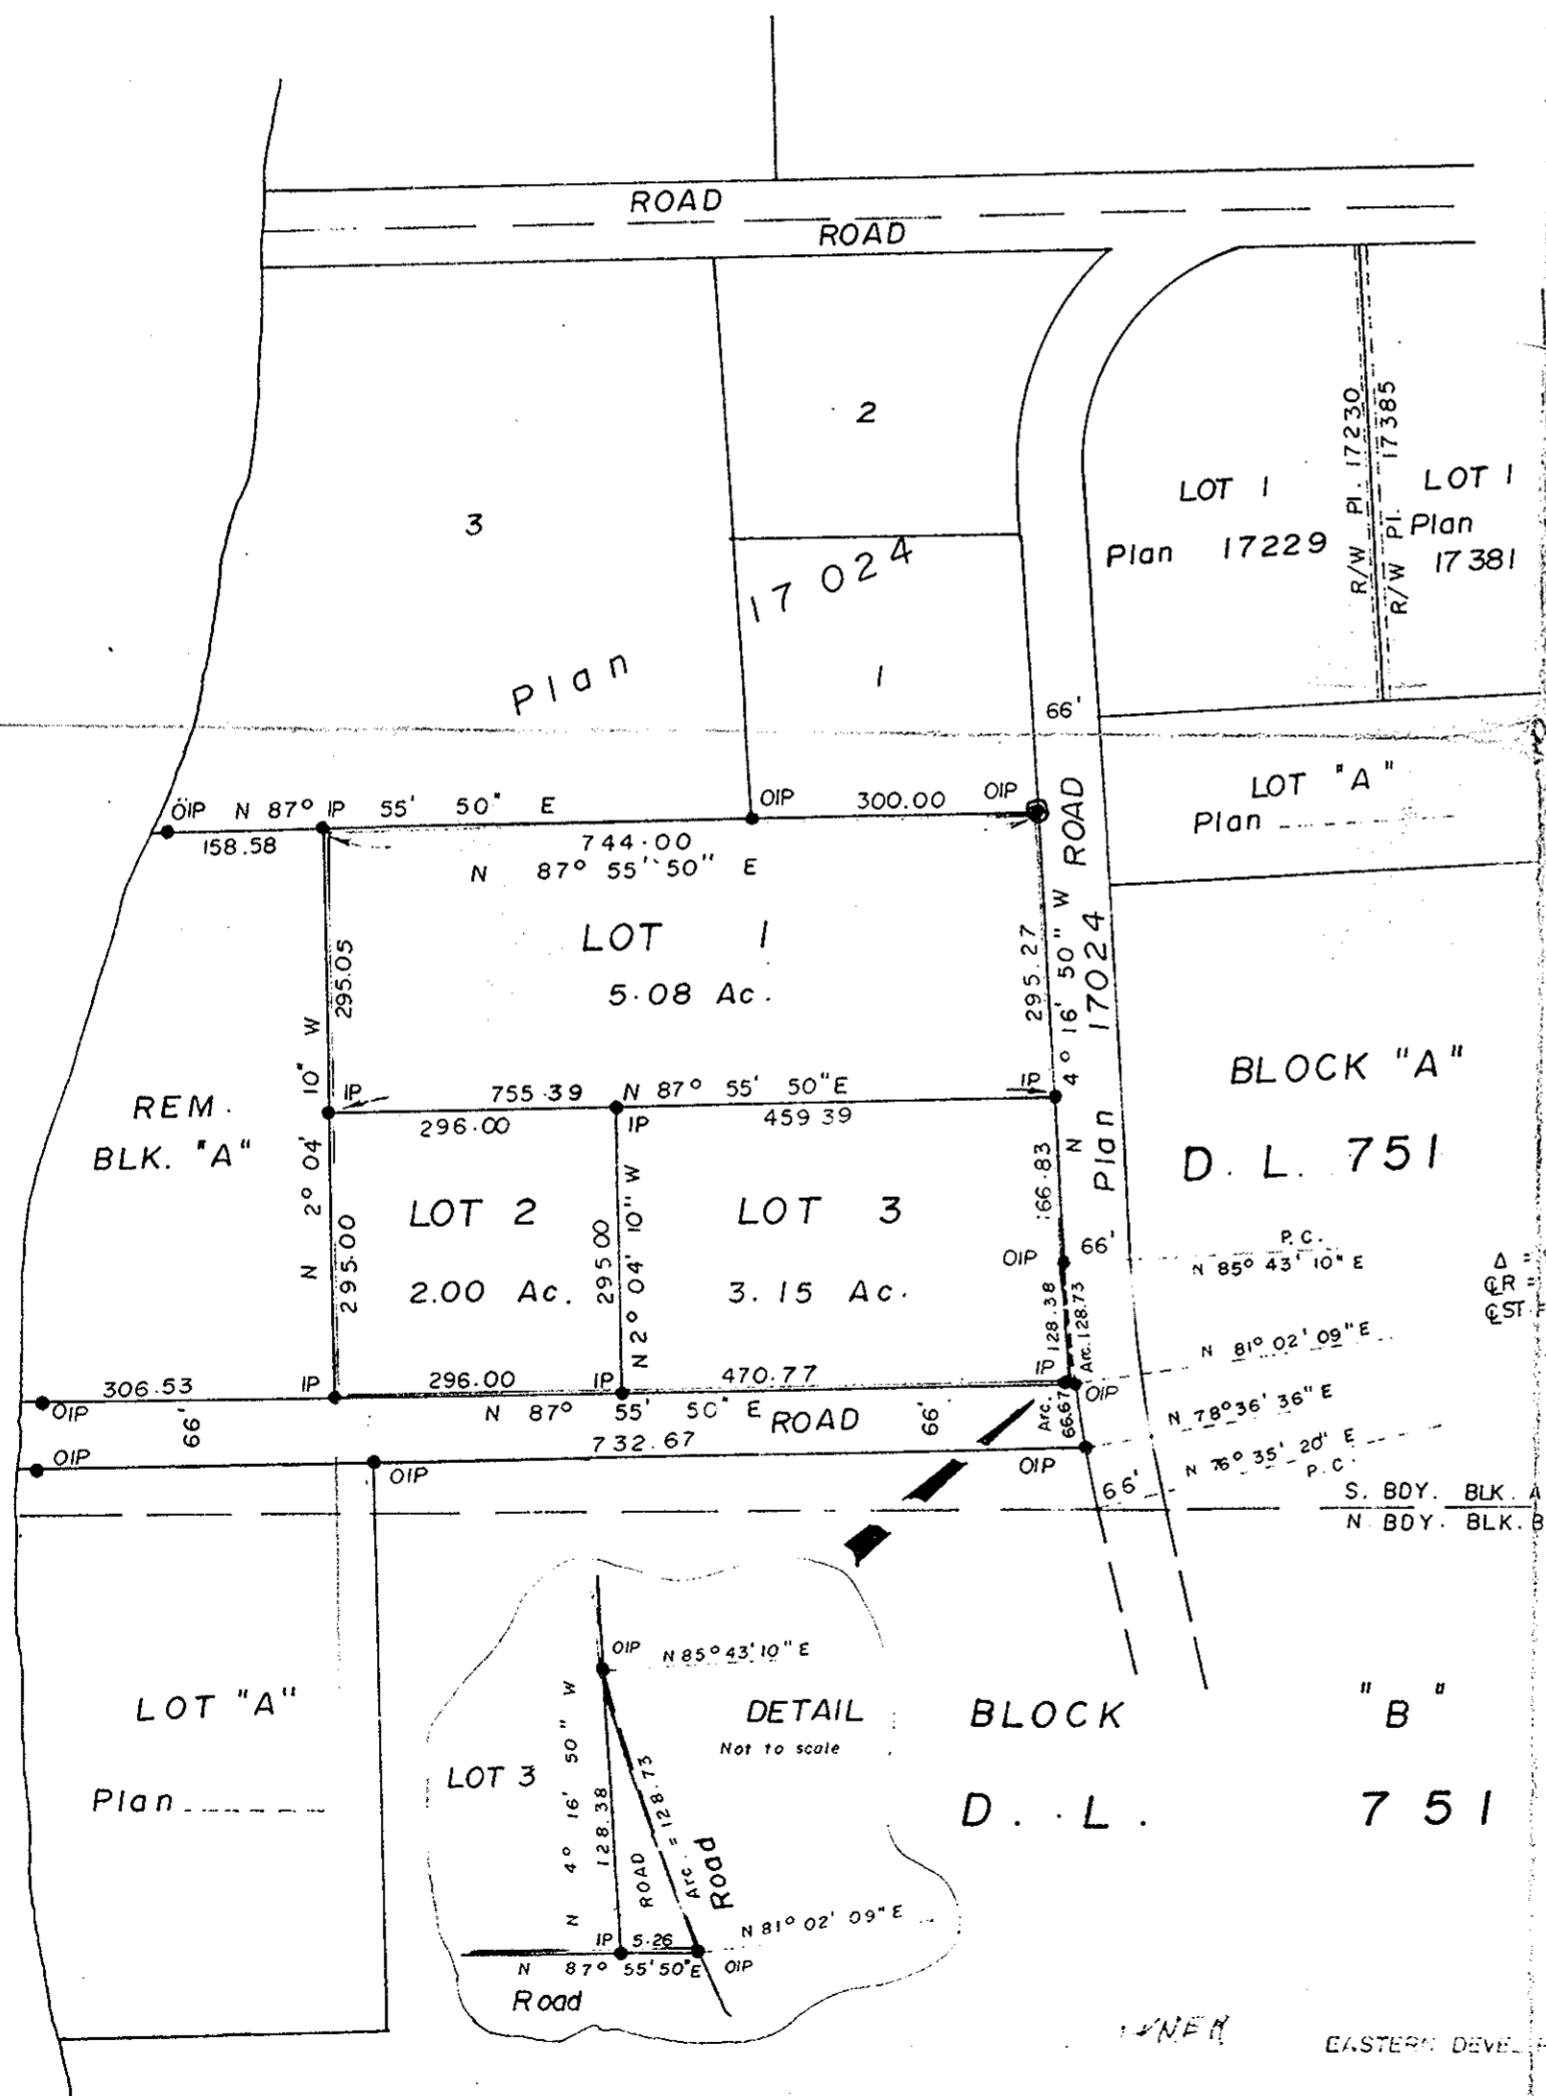 ROAD
ROAD
2
3
LOT 1
Plan 17229
R/W Pl. 17230
R/W Pl. 17385
LOT 1
Plan
17381
Plan 17024
1
66'
LOT "A"
Plan
OIP N 87° IP 55' 50" E
OIP 300.00 OIP
158.58
744.00
N 87° 55' 50" E
ROAD
LOT 1
5.08 Ac.
295.05
295.27
N 4° 16' 50" W
Plan 17024
BLOCK "A"
D. L. 751
REM.
BLK. "A"
N 2° 04' 10" W
IP 755.39 N 87° 55' 50" E IP
296.00 IP 459.39
166.83
LOT 2
2.00 Ac.
295.00
295.00
N 2° 04' 10" W
LOT 3
3.15 Ac.
OIP 66'
P.C.
N 85° 43' 10" E
Δ =
℄R =
℄ST.
128.38
Arc. 128.73
N 81° 02' 09" E
306.53 IP 296.00 IP 470.77 IP
OIP
OIP
N 87° 55' 50" E ROAD
66'
66'
Arc. 66.67
N 78° 36' 36" E
732.67
OIP
OIP
OIP
N 76° 35' 20" E
P.C.
66'
S. BDY. BLK. A
N. BDY. BLK. B
OIP N 85° 43' 10" E
DETAIL
Not to scale
LOT 3
N 4° 16' 50" W
128.38
ROAD
Arc. = 128.73
Road
N 81° 02' 09" E
IP 5.26
N 87° 55' 50" E OIP
Road
LOT "A"
Plan
BLOCK "B"
D. L. 751
EASTERN